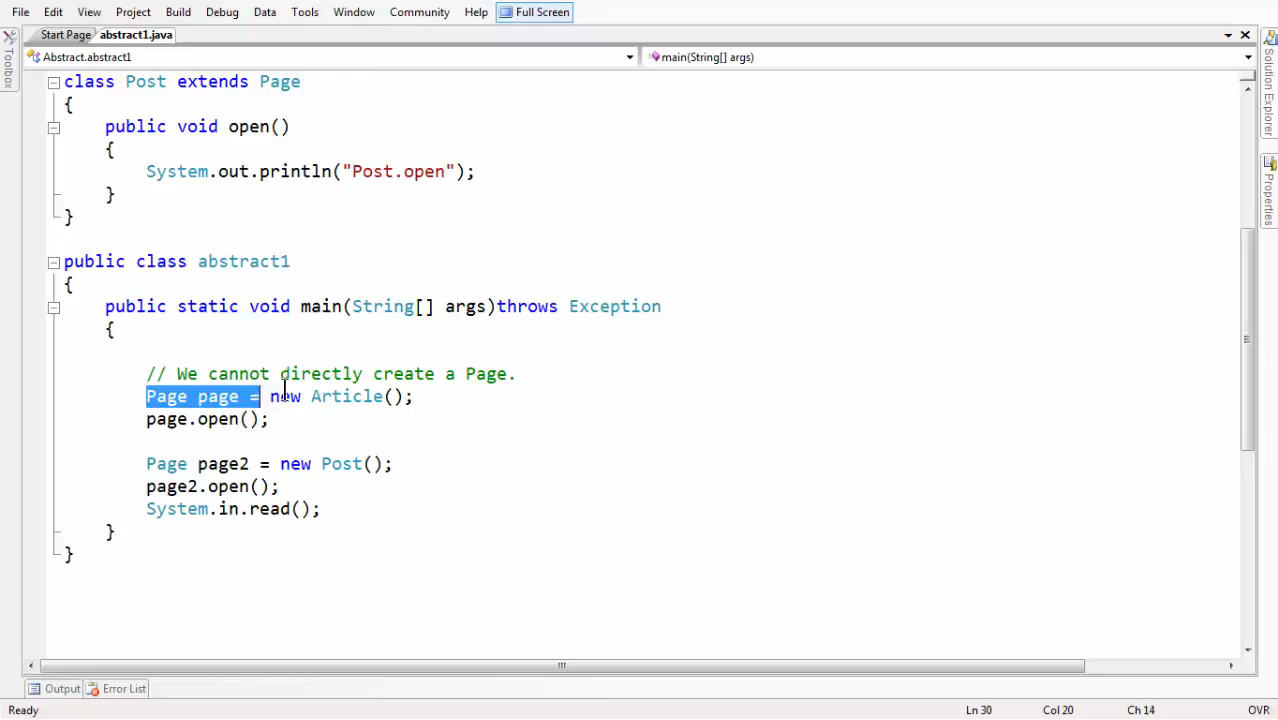 File Edit View Project Build Debug Data Tools Window Community Help Full Screen
Start Page abstract1.java
Abstract.abstract1 main(String[] args)
Toolbox
Solution Explorer
Properties
class Post extends Page
{
public void open()
{
System.out.println("Post.open");
}
}
public class abstract1
{
public static void main(String[] args)throws Exception
{
// We cannot directly create a Page.
Page page = new Article();
page.open();
Page page2 = new Post();
page2.open();
System.in.read();
}
}
Output Error List
Ready Ln 30 Col 20 Ch 14 OVR